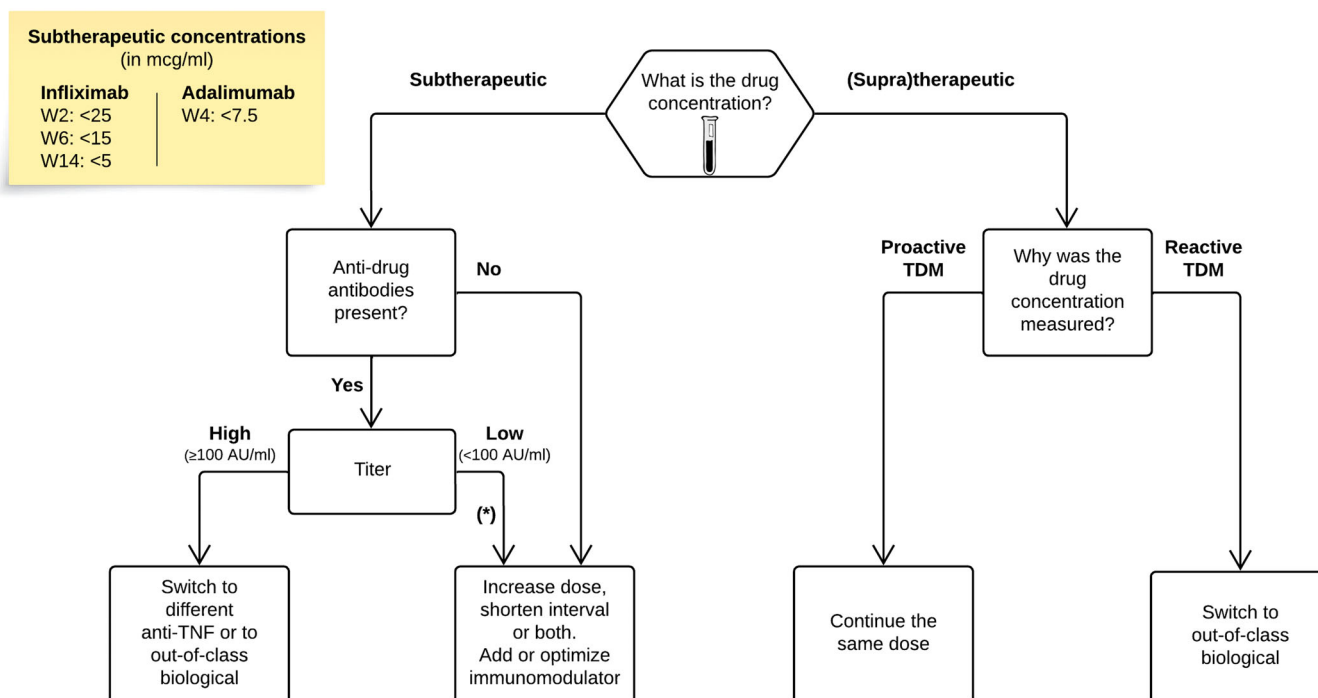 Subtherapeutic concentrations
(in mcg/ml)
Infliximab
W2: <25
W6: <15
W14: <5
Adalimumab
W4: <7.5
Subtherapeutic
What is the drug
concentration?
(Supra)therapeutic
Anti-drug
antibodies
present?
No
Yes
Proactive
TDM
Why was the
drug
concentration
measured?
Reactive
TDM
High
(≥100 AU/ml)
Titer
Low
(<100 AU/ml)
(*)
Switch to
different
anti-TNF or to
out-of-class
biological
Increase dose,
shorten interval
or both.
Add or optimize
immunomodulator
Continue the
same dose
Switch to
out-of-class
biological